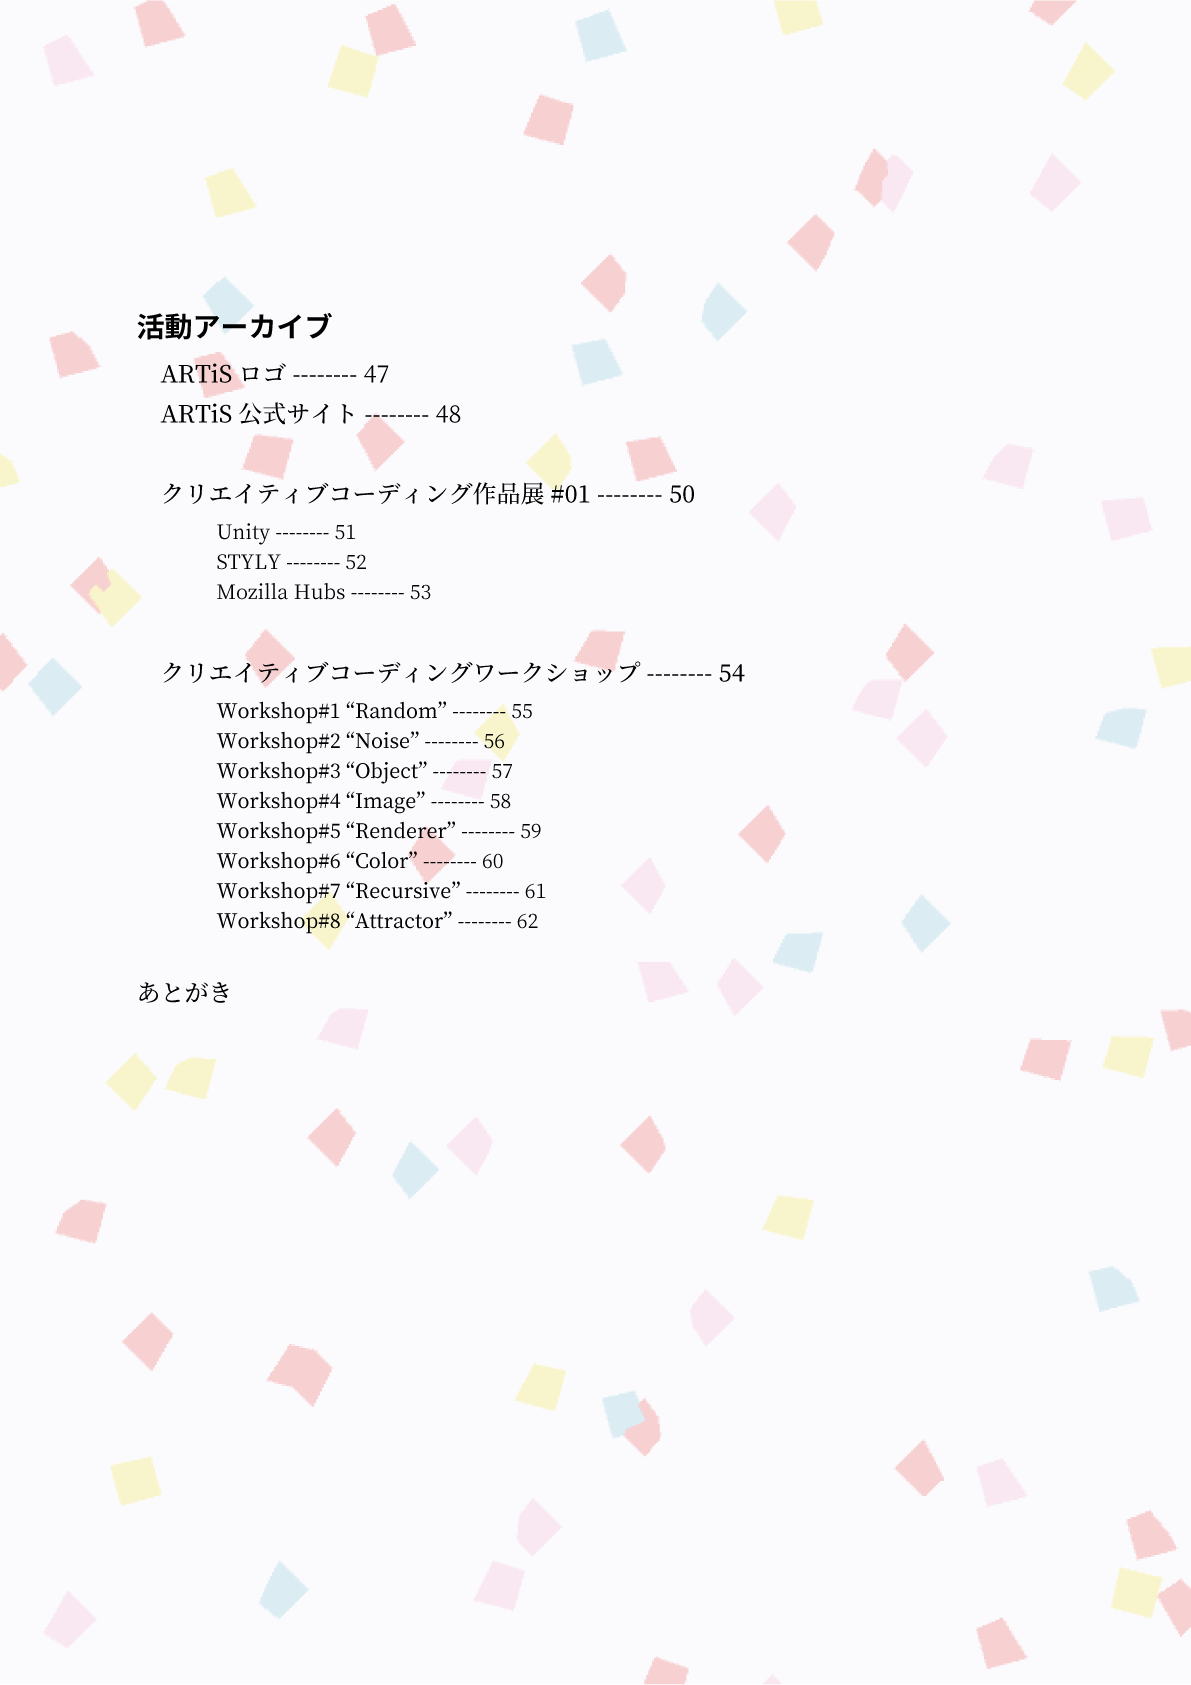 活動アーカイブ
ARTiS ロゴ -------- 47
ARTiS 公式サイト -------- 48
クリエイティブコーディング作品展 #01 -------- 50
Unity -------- 51
STYLY -------- 52
Mozilla Hubs -------- 53
クリエイティブコーディングワークショップ -------- 54
Workshop#1 “Random” -------- 55
Workshop#2 “Noise” -------- 56
Workshop#3 “Object” -------- 57
Workshop#4 “Image” -------- 58
Workshop#5 “Renderer” -------- 59
Workshop#6 “Color” -------- 60
Workshop#7 “Recursive” -------- 61
Workshop#8 “Attractor” -------- 62
あとがき